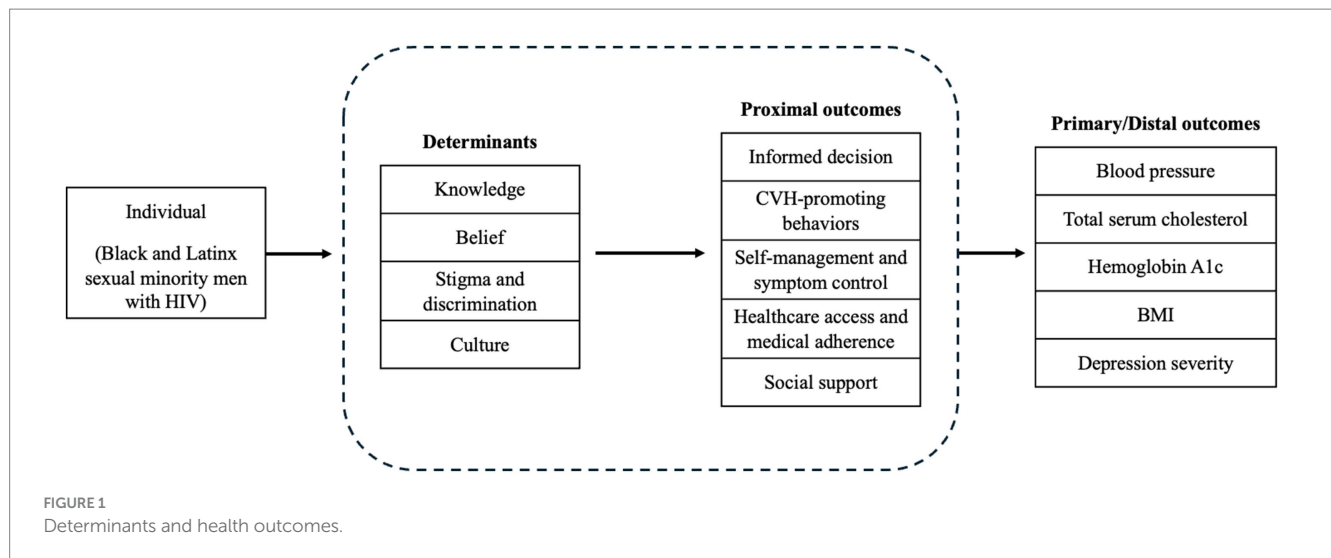 Individual
(Black and Latinx
sexual minority men
with HIV)
Determinants
Knowledge
Belief
Stigma and
discrimination
Culture
Proximal outcomes
Informed decision
CVH-promoting
behaviors
Self-management and
symptom control
Healthcare access and
medical adherence
Social support
Primary/Distal outcomes
Blood pressure
Total serum cholesterol
Hemoglobin A1c
BMI
Depression severity
FIGURE 1
Determinants and health outcomes.